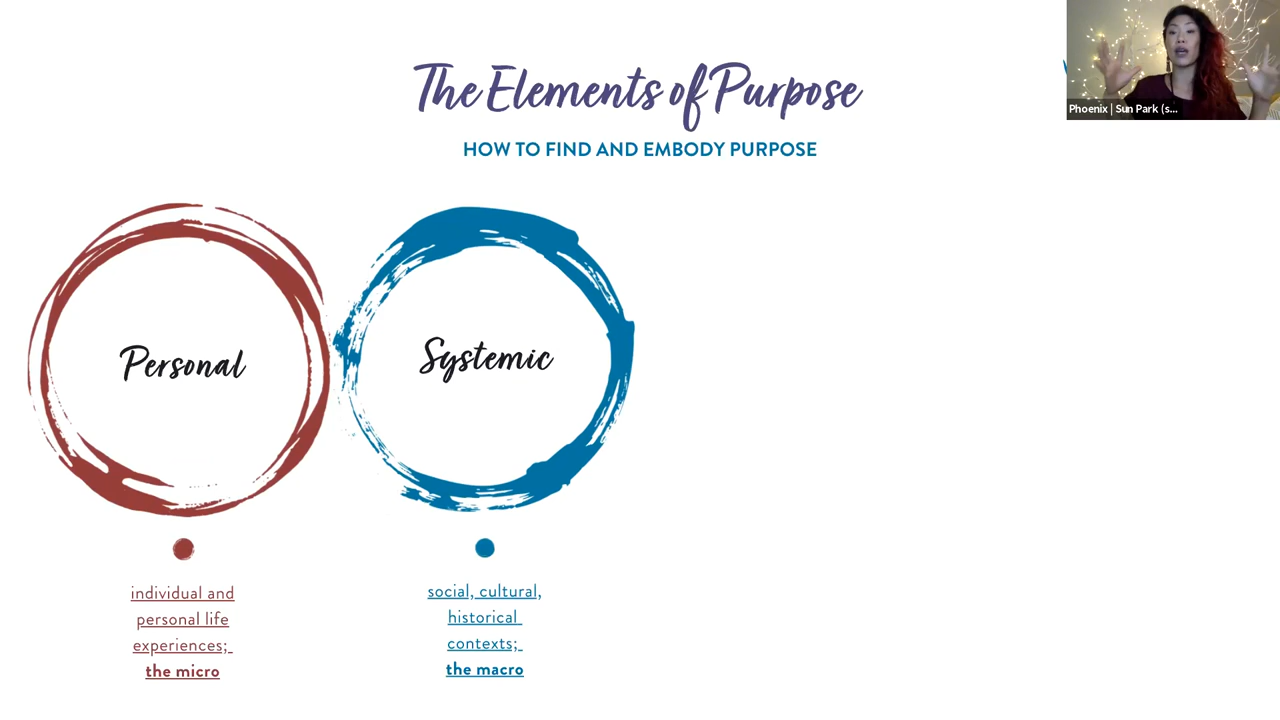 The Elements of Purpose
HOW TO FIND AND EMBODY PURPOSE
Phoenix | Sun Park (s...
Personal
Systemic
individual and
personal life
experiences;
the micro
social, cultural,
historical
contexts;
the macro